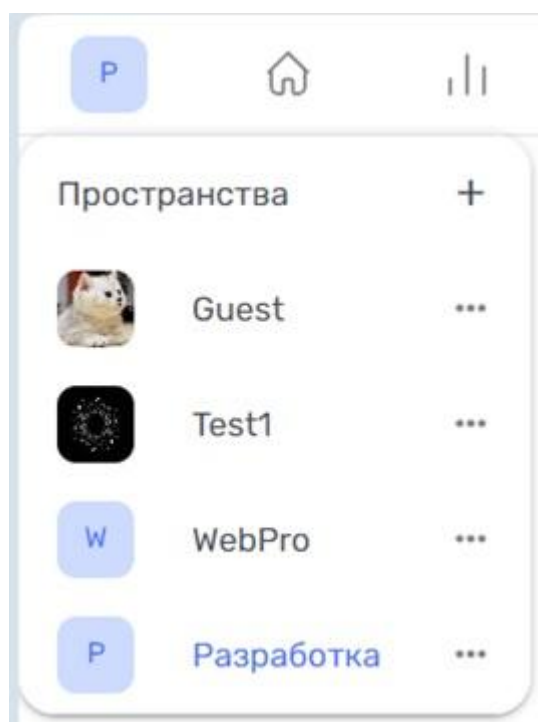 Р
Пространства +
Guest ...
Test1 ...
W WebPro ...
Р Разработка ...